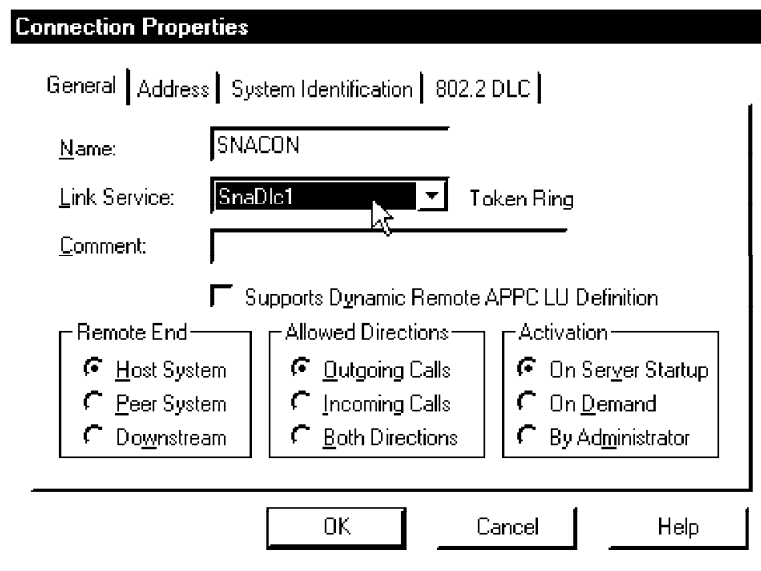 Connection Properties
General Address System Identification 802.2 DLC
Name: SNACON
Link Service: SnaDlc1 Token Ring
Comment:
Supports Dynamic Remote APPC LU Definition
Remote End Allowed Directions Activation
Host System Outgoing Calls On Server Startup
Peer System Incoming Calls On Demand
Downstream Both Directions By Administrator
OK Cancel Help